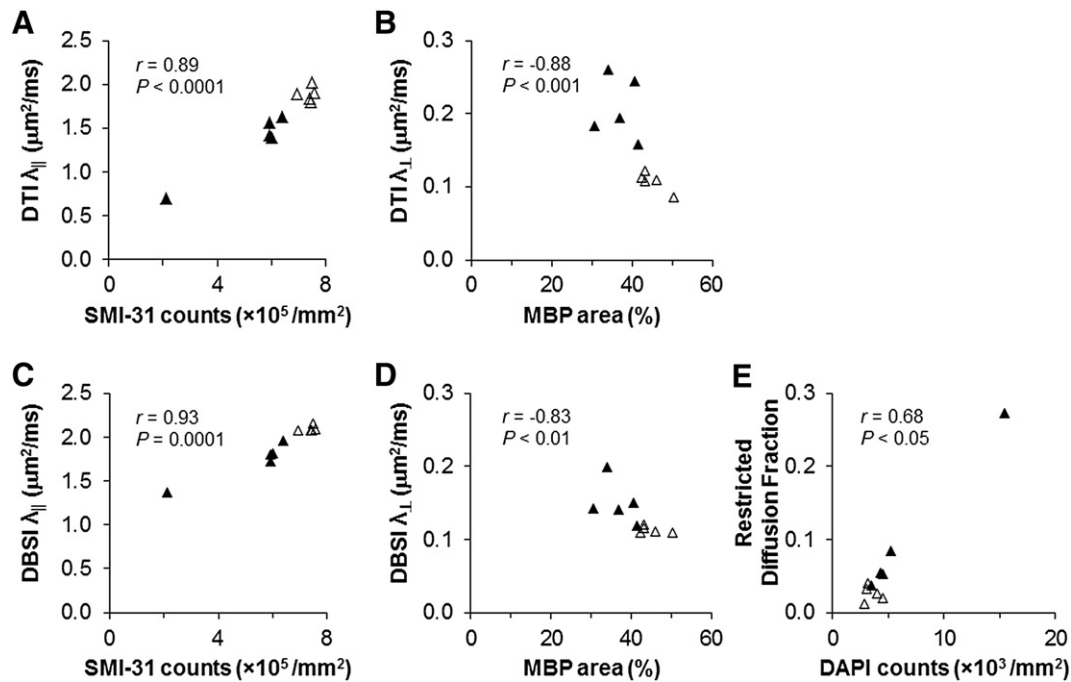 A
2.5
2.0
1.5
1.0
0.5
0.0
DTI λ∥ (µm²/ms)
r = 0.89
P < 0.0001
0 4 8
SMI-31 counts (×10⁵/mm²)
B
0.3
0.2
0.1
0.0
DTI λ⊥ (µm²/ms)
r = -0.88
P < 0.001
0 20 40 60
MBP area (%)
C
2.5
2.0
1.5
1.0
0.5
0.0
DBSI λ∥ (µm²/ms)
r = 0.93
P = 0.0001
0 4 8
SMI-31 counts (×10⁵/mm²)
D
0.3
0.2
0.1
0.0
DBSI λ⊥ (µm²/ms)
r = -0.83
P < 0.01
0 20 40 60
MBP area (%)
E
0.3
0.2
0.1
0.0
Restricted
Diffusion Fraction
r = 0.68
P < 0.05
0 10 20
DAPI counts (×10³/mm²)